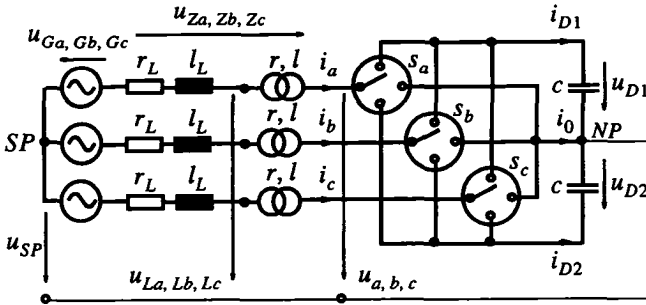 u_{Za, Zb, Zc}
i_{D1}
u_{Ga, Gb, Gc}
r_L l_L r, l i_a s_a c u_{D1}
r_L l_L r, l i_b s_b i_0 NP
SP
r_L l_L r, l i_c s_c c u_{D2}
u_{SP}
u_{La, Lb, Lc} u_{a, b, c} i_{D2}